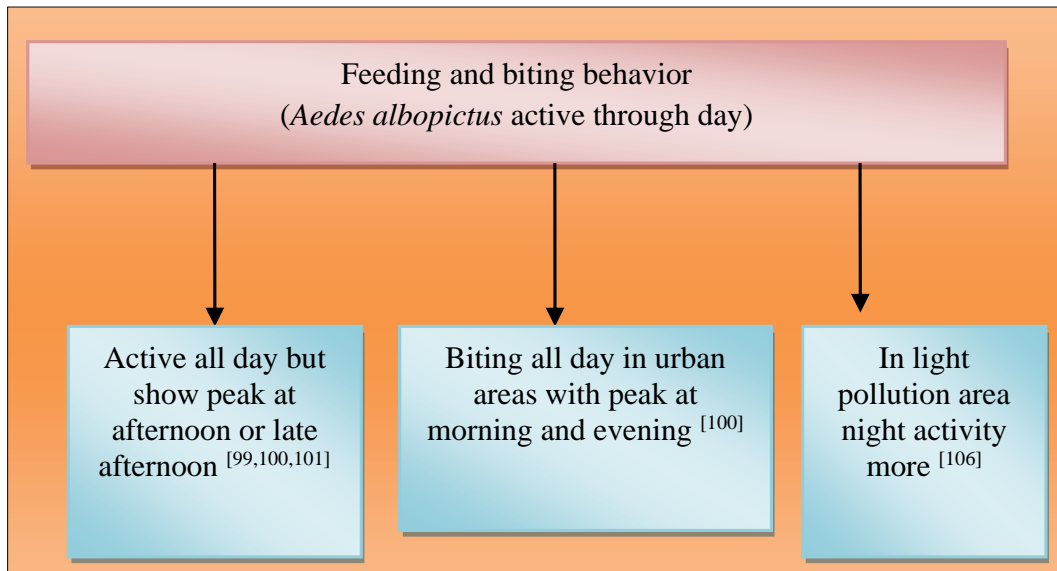 Feeding and biting behavior
(Aedes albopictus active through day)
Active all day but
show peak at
afternoon or late
afternoon [99,100,101]
Biting all day in urban
areas with peak at
morning and evening [100]
In light
pollution area
night activity
more [106]